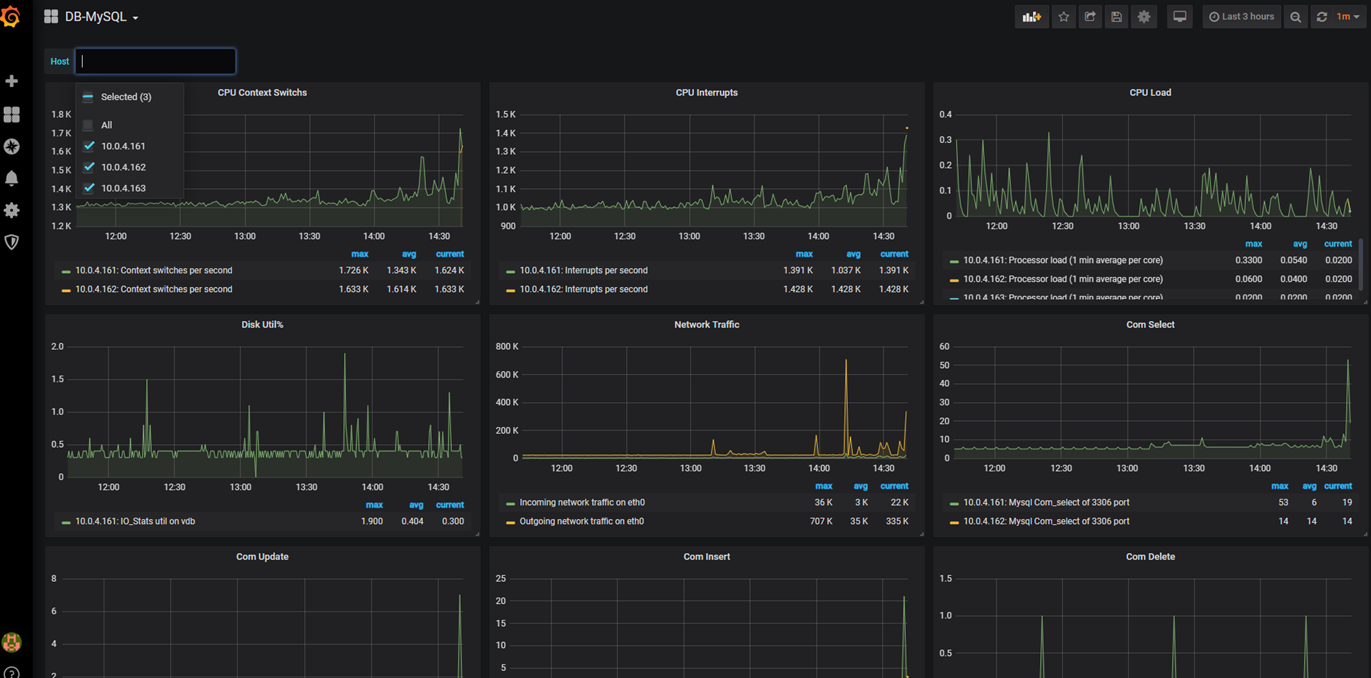 DB-MySQL
Last 3 hours
1m
Host
Selected (3)
All
10.0.4.161
10.0.4.162
10.0.4.163
CPU Context Switchs
1.8 K
1.7 K
1.6 K
1.5 K
1.4 K
1.3 K
1.2 K
12:00 12:30 13:00 13:30 14:00 14:30
max avg current
10.0.4.161: Context switches per second 1.726 K 1.343 K 1.624 K
10.0.4.162: Context switches per second 1.633 K 1.614 K 1.633 K
CPU Interrupts
1.5 K
1.4 K
1.3 K
1.2 K
1.1 K
1.0 K
900
12:00 12:30 13:00 13:30 14:00 14:30
max avg current
10.0.4.161: Interrupts per second 1.391 K 1.037 K 1.391 K
10.0.4.162: Interrupts per second 1.428 K 1.428 K 1.428 K
CPU Load
0.4
0.3
0.2
0.1
0
12:00 12:30 13:00 13:30 14:00 14:30
max avg current
10.0.4.161: Processor load (1 min average per core) 0.3300 0.0540 0.0200
10.0.4.162: Processor load (1 min average per core) 0.0600 0.0400 0.0200
10.0.4.163: Processor load (1 min average per core) 0.0200 0.0200 0.0200
Disk Util%
2.0
1.5
1.0
0.5
0
12:00 12:30 13:00 13:30 14:00 14:30
max avg current
10.0.4.161: IO_Stats util on vdb 1.900 0.404 0.300
Network Traffic
800 K
600 K
400 K
200 K
0
12:00 12:30 13:00 13:30 14:00 14:30
max avg current
Incoming network traffic on eth0 36 K 3 K 22 K
Outgoing network traffic on eth0 707 K 35 K 335 K
Com Select
60
50
40
30
20
10
0
12:00 12:30 13:00 13:30 14:00 14:30
max avg current
10.0.4.161: Mysql Com_select of 3306 port 53 6 19
10.0.4.162: Mysql Com_select of 3306 port 14 14 14
Com Update
8
6
4
2
Com Insert
25
20
15
10
5
Com Delete
1.5
1.0
0.5